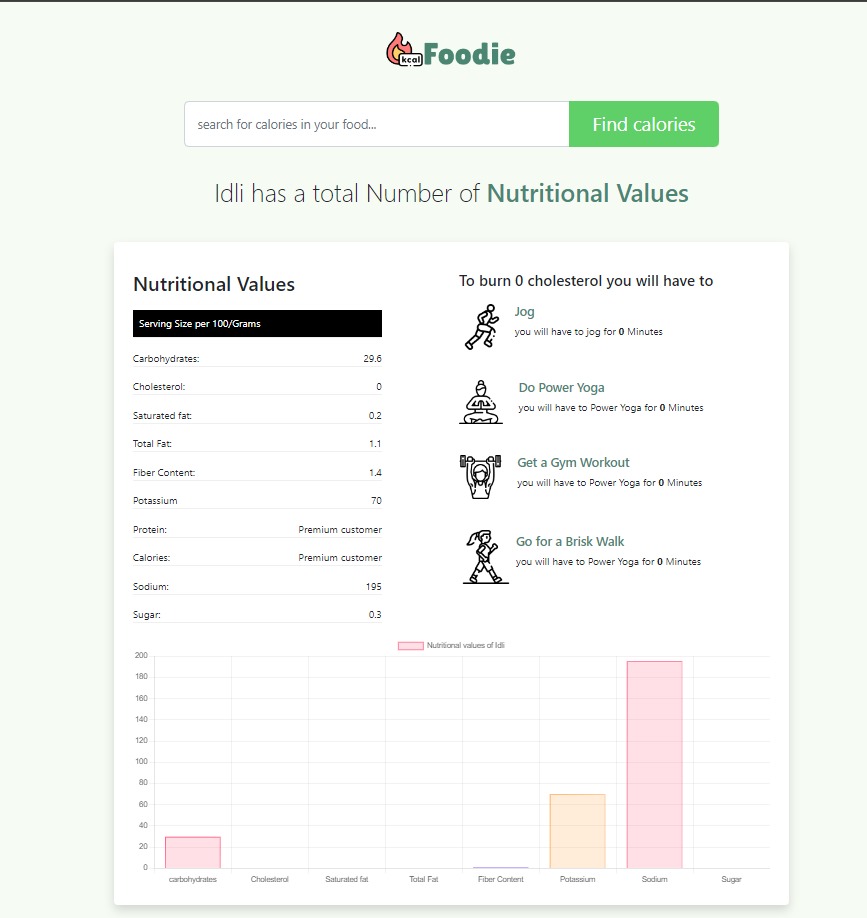 kcal Foodie
search for calories in your food... Find calories
Idli has a total Number of Nutritional Values
Nutritional Values
Serving Size per 100/Grams
Carbohydrates: 29.6
Cholesterol: 0
Saturated fat: 0.2
Total Fat: 1.1
Fiber Content: 1.4
Potassium 70
Protein: Premium customer
Calories: Premium customer
Sodium: 195
Sugar: 0.3
To burn 0 cholesterol you will have to
Jog
you will have to jog for 0 Minutes
Do Power Yoga
you will have to Power Yoga for 0 Minutes
Get a Gym Workout
you will have to Power Yoga for 0 Minutes
Go for a Brisk Walk
you will have to Power Yoga for 0 Minutes
Nutritional values of Idli
200
180
160
140
120
100
80
60
40
20
0
carbohydrates Cholesterol Saturated fat Total Fat Fiber Content Potassium Sodium Sugar